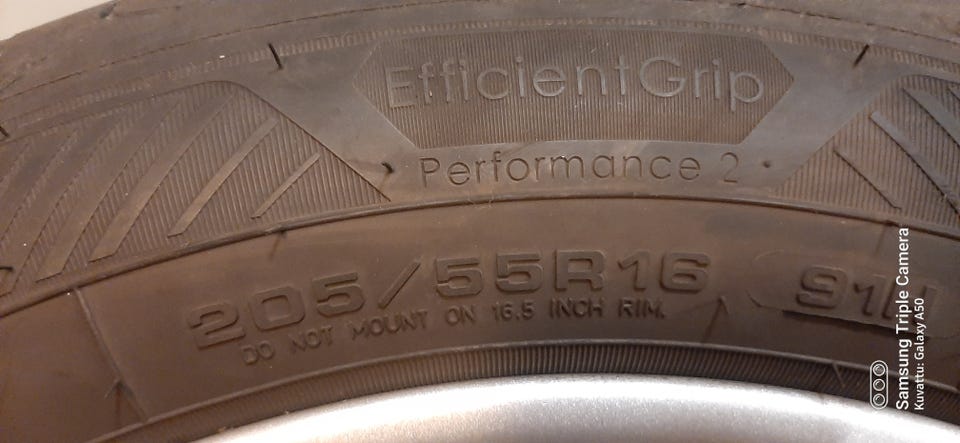 EfficientGrip
Performance 2
205/55R16 91
DO NOT MOUNT ON 16.5 INCH RIM.
Samsung Triple Camera
Kuvattu: Galaxy A50